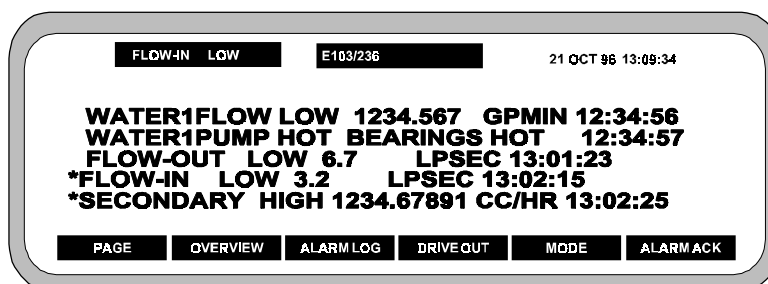 FLOW-IN LOW E103/236 21 OCT 96 13:09:34
WATER1FLOW LOW 1234.567 GPMIN 12:34:56
WATER1PUMP HOT BEARINGS HOT 12:34:57
FLOW-OUT LOW 6.7 LPSEC 13:01:23
*FLOW-IN LOW 3.2 LPSEC 13:02:15
*SECONDARY HIGH 1234.67891 CC/HR 13:02:25
PAGE OVERVIEW ALARM LOG DRIVE OUT MODE ALARM ACK